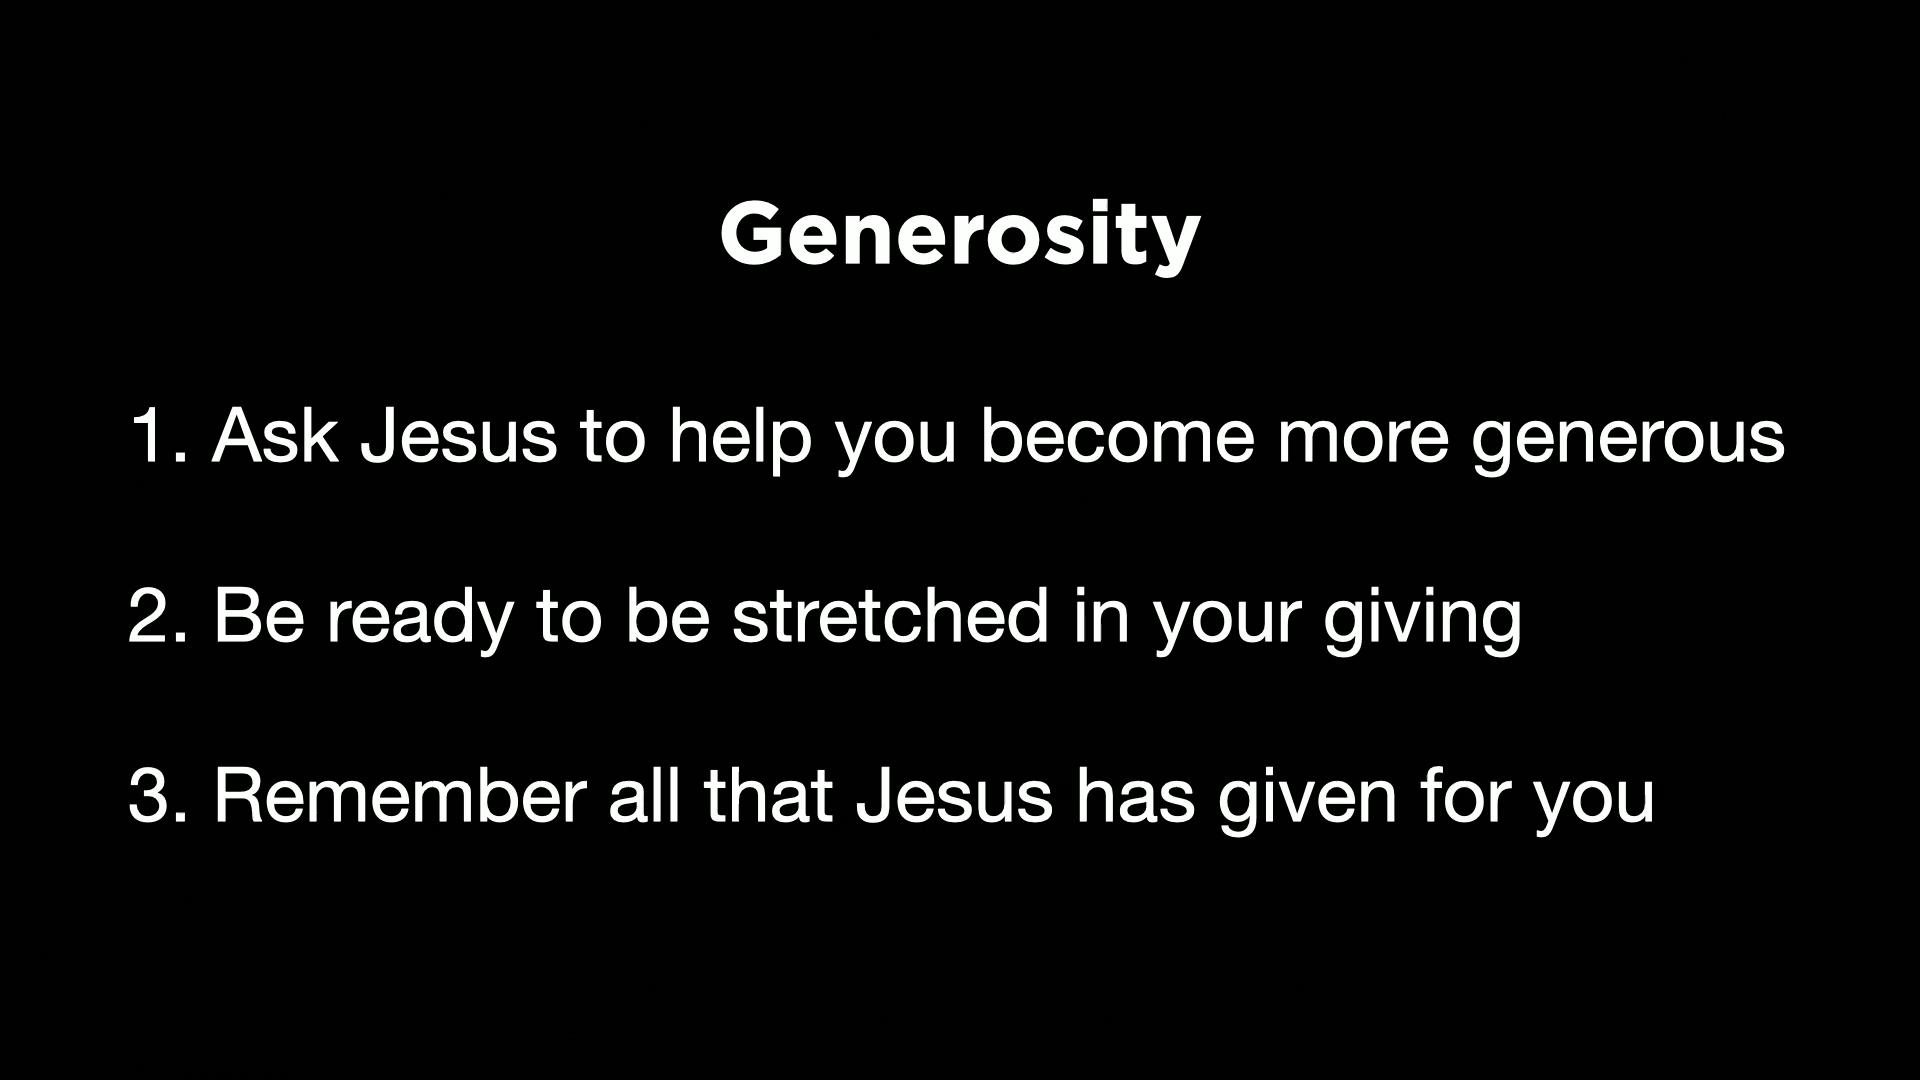 Generosity
1. Ask Jesus to help you become more generous
2. Be ready to be stretched in your giving
3. Remember all that Jesus has given for you